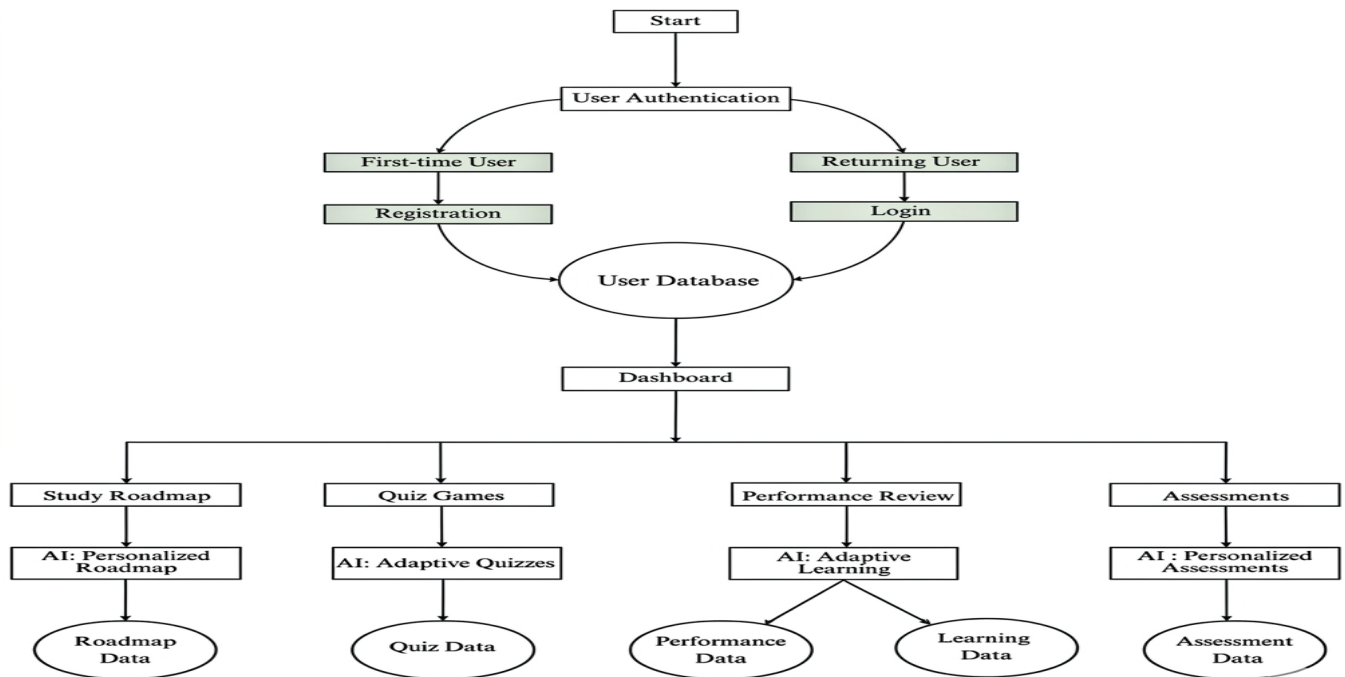 Start
User Authentication
First-time User
Returning User
Registration
Login
User Database
Dashboard
Study Roadmap
Quiz Games
Performance Review
Assessments
AI: Personalized
Roadmap
AI: Adaptive Quizzes
AI: Adaptive
Learning
AI : Personalized
Assessments
Roadmap
Data
Quiz Data
Performance
Data
Learning
Data
Assessment
Data